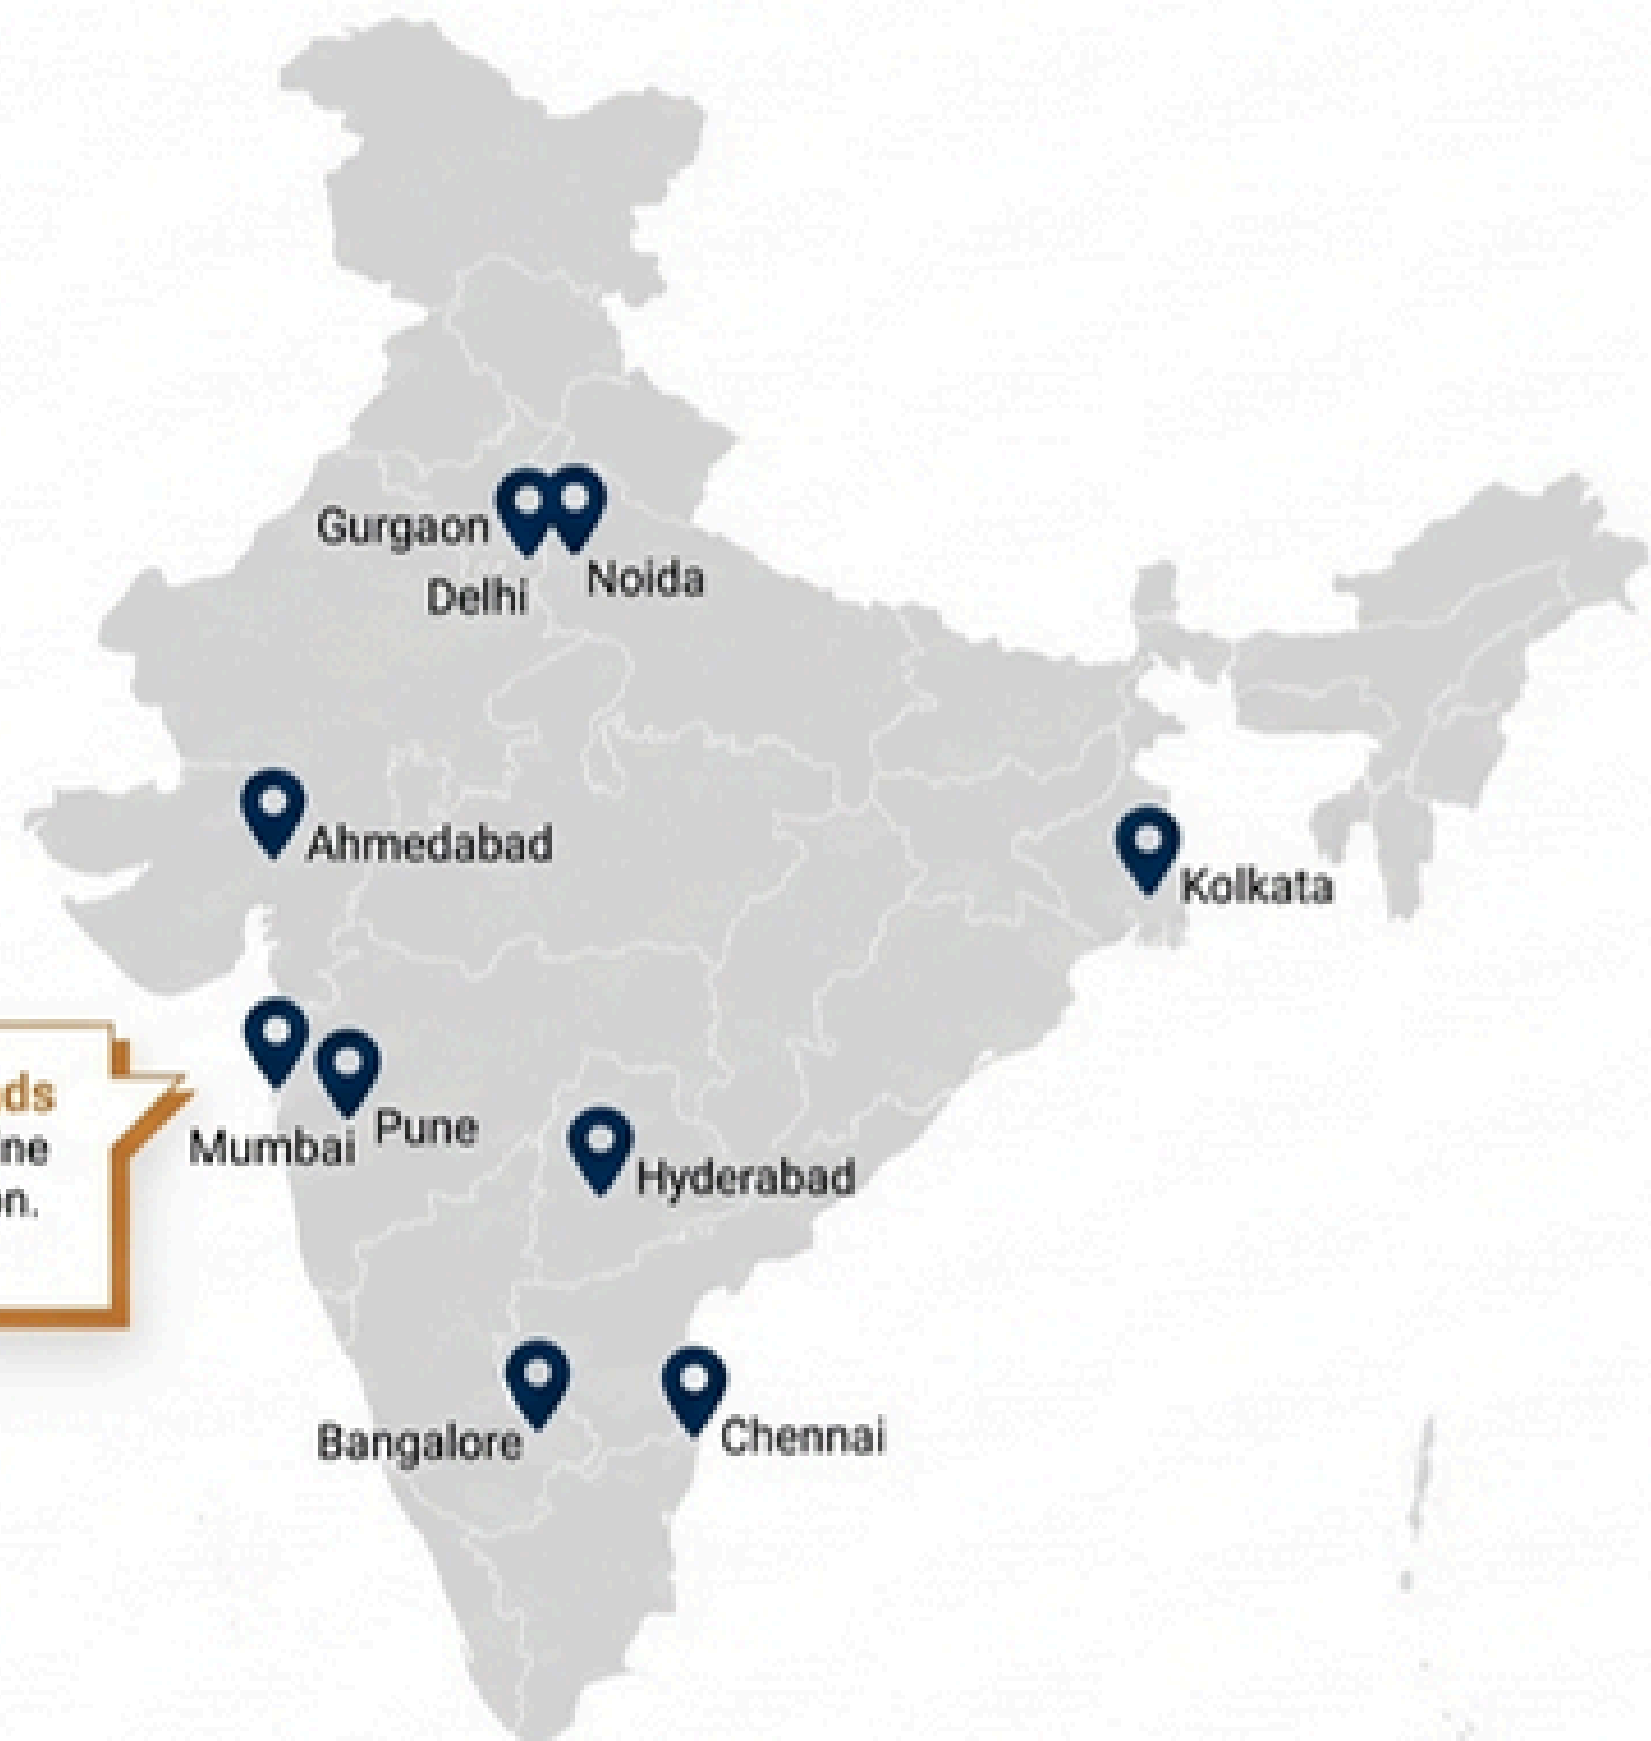 Gurgaon
Delhi
Noida
Ahmedabad
Kolkata
Mumbai
Pune
Hyderabad
Bangalore
Chennai